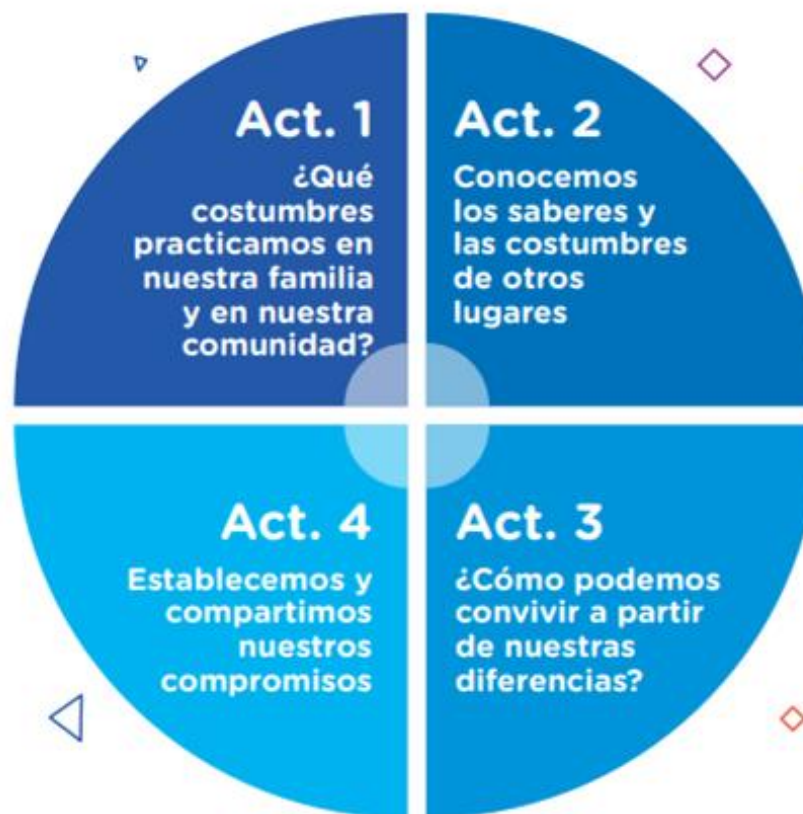 Act. 1
¿Qué
costumbres
practicamos en
nuestra familia
y en nuestra
comunidad?
Act. 2
Conocemos
los saberes y
las costumbres
de otros
lugares
Act. 3
¿Cómo podemos
convivir a partir
de nuestras
diferencias?
Act. 4
Establecemos y
compartimos
nuestros
compromisos